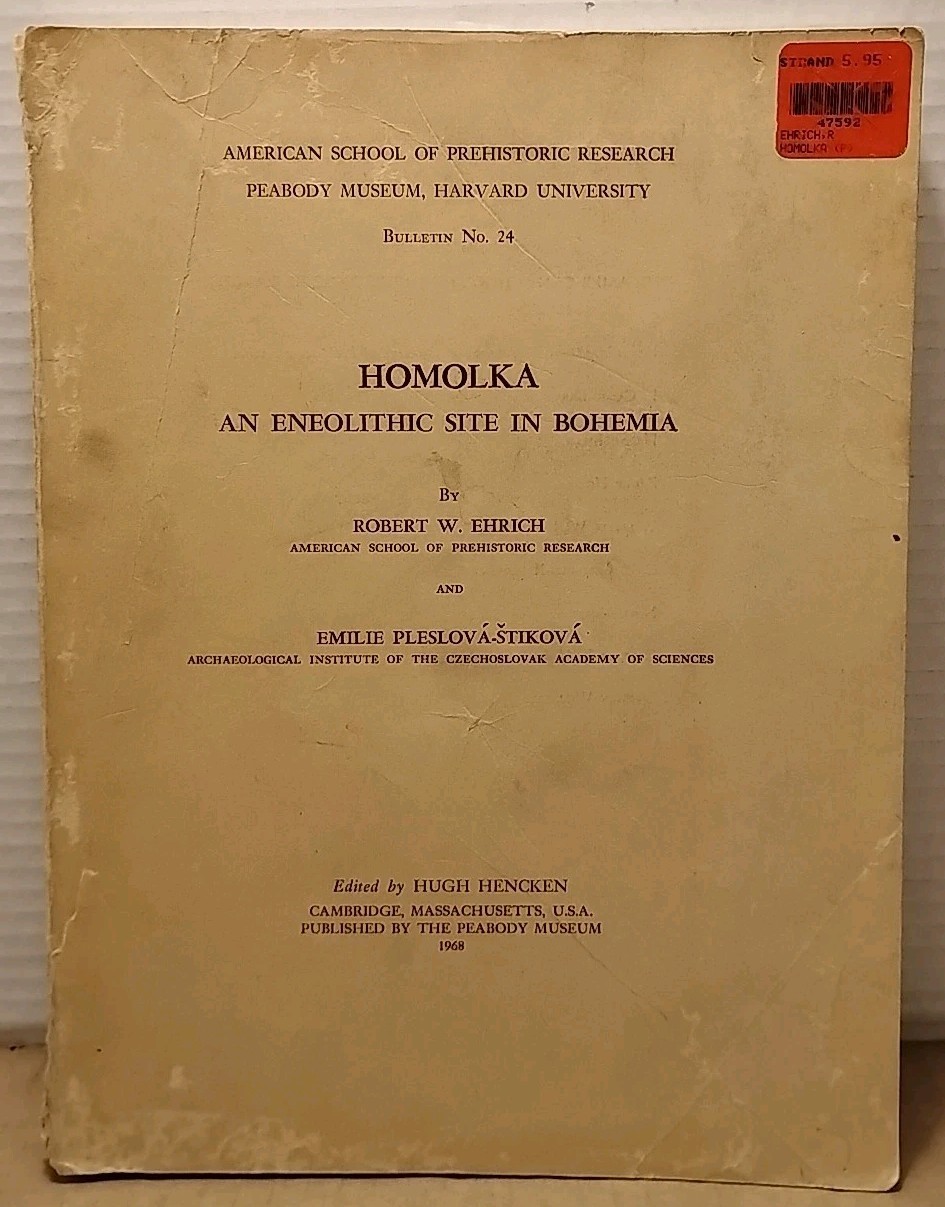 STRAND 5.95
47592
EHRICH,R
HOMOLKA (P)
AMERICAN SCHOOL OF PREHISTORIC RESEARCH
PEABODY MUSEUM, HARVARD UNIVERSITY
BULLETIN NO. 24
HOMOLKA
AN ENEOLITHIC SITE IN BOHEMIA
BY
ROBERT W. EHRICH
AMERICAN SCHOOL OF PREHISTORIC RESEARCH
AND
EMILIE PLESLOVÁ-ŠTIKOVÁ
ARCHAEOLOGICAL INSTITUTE OF THE CZECHOSLOVAK ACADEMY OF SCIENCES
Edited by HUGH HENCKEN
CAMBRIDGE, MASSACHUSETTS, U.S.A.
PUBLISHED BY THE PEABODY MUSEUM
1968